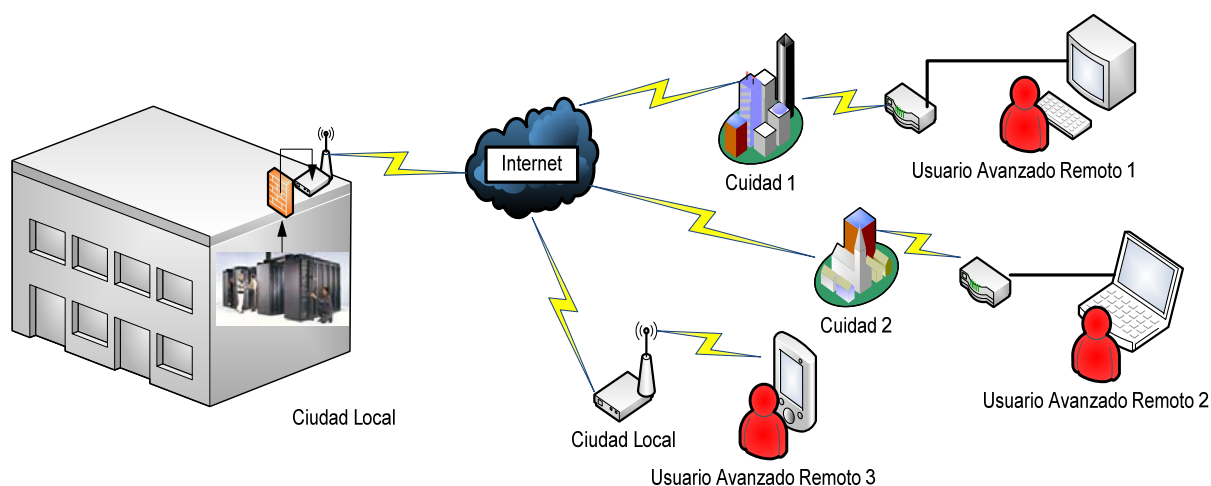 Internet
Cuidad 1
Usuario Avanzado Remoto 1
Cuidad 2
Usuario Avanzado Remoto 2
Ciudad Local
Ciudad Local
Usuario Avanzado Remoto 3